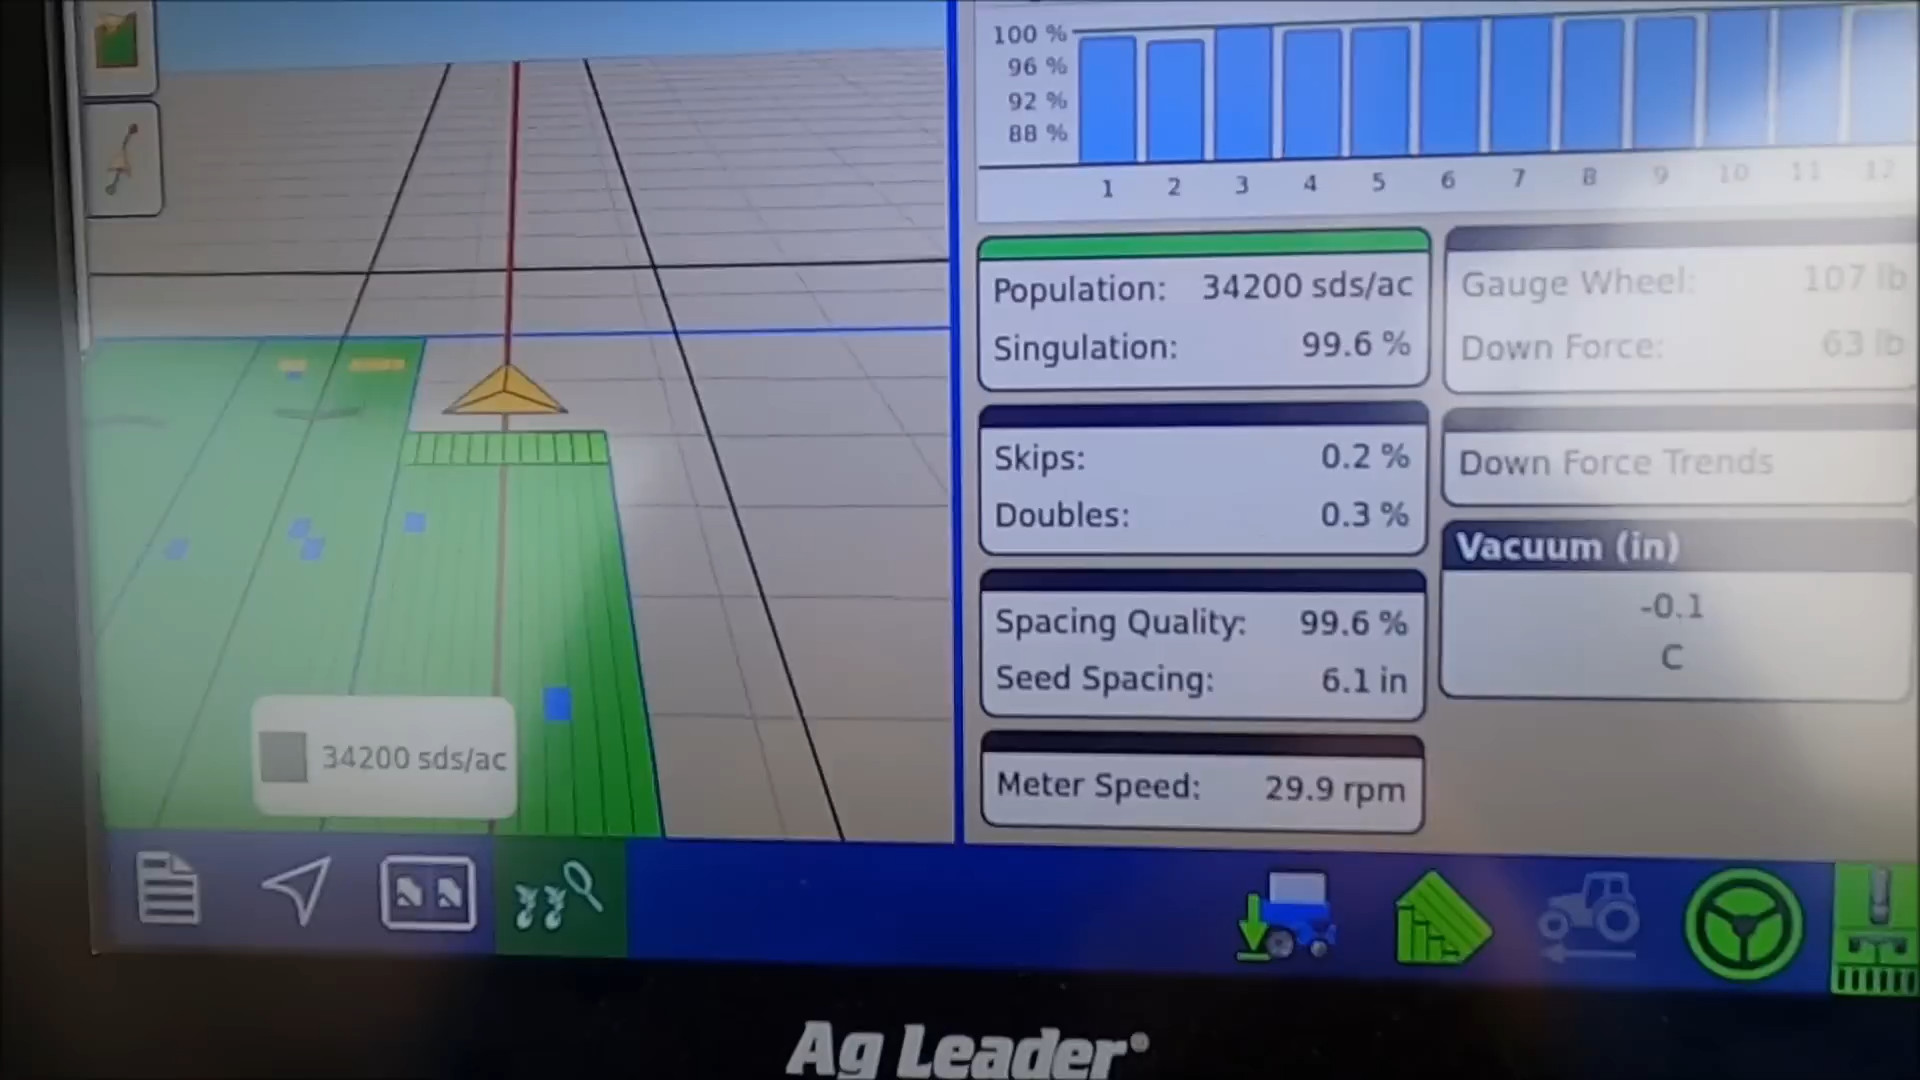 100 %
96 %
92 %
88 %
1 2 3 4 5 6 7 8 9 10 11 12
Population: 34200 sds/ac
Singulation: 99.6 %
Gauge Wheel: 107 lb
Down Force: 63 lb
Skips: 0.2 %
Doubles: 0.3 %
Down Force Trends
Vacuum (in)
-0.1
C
Spacing Quality: 99.6 %
Seed Spacing: 6.1 in
Meter Speed: 29.9 rpm
34200 sds/ac
Ag Leader®